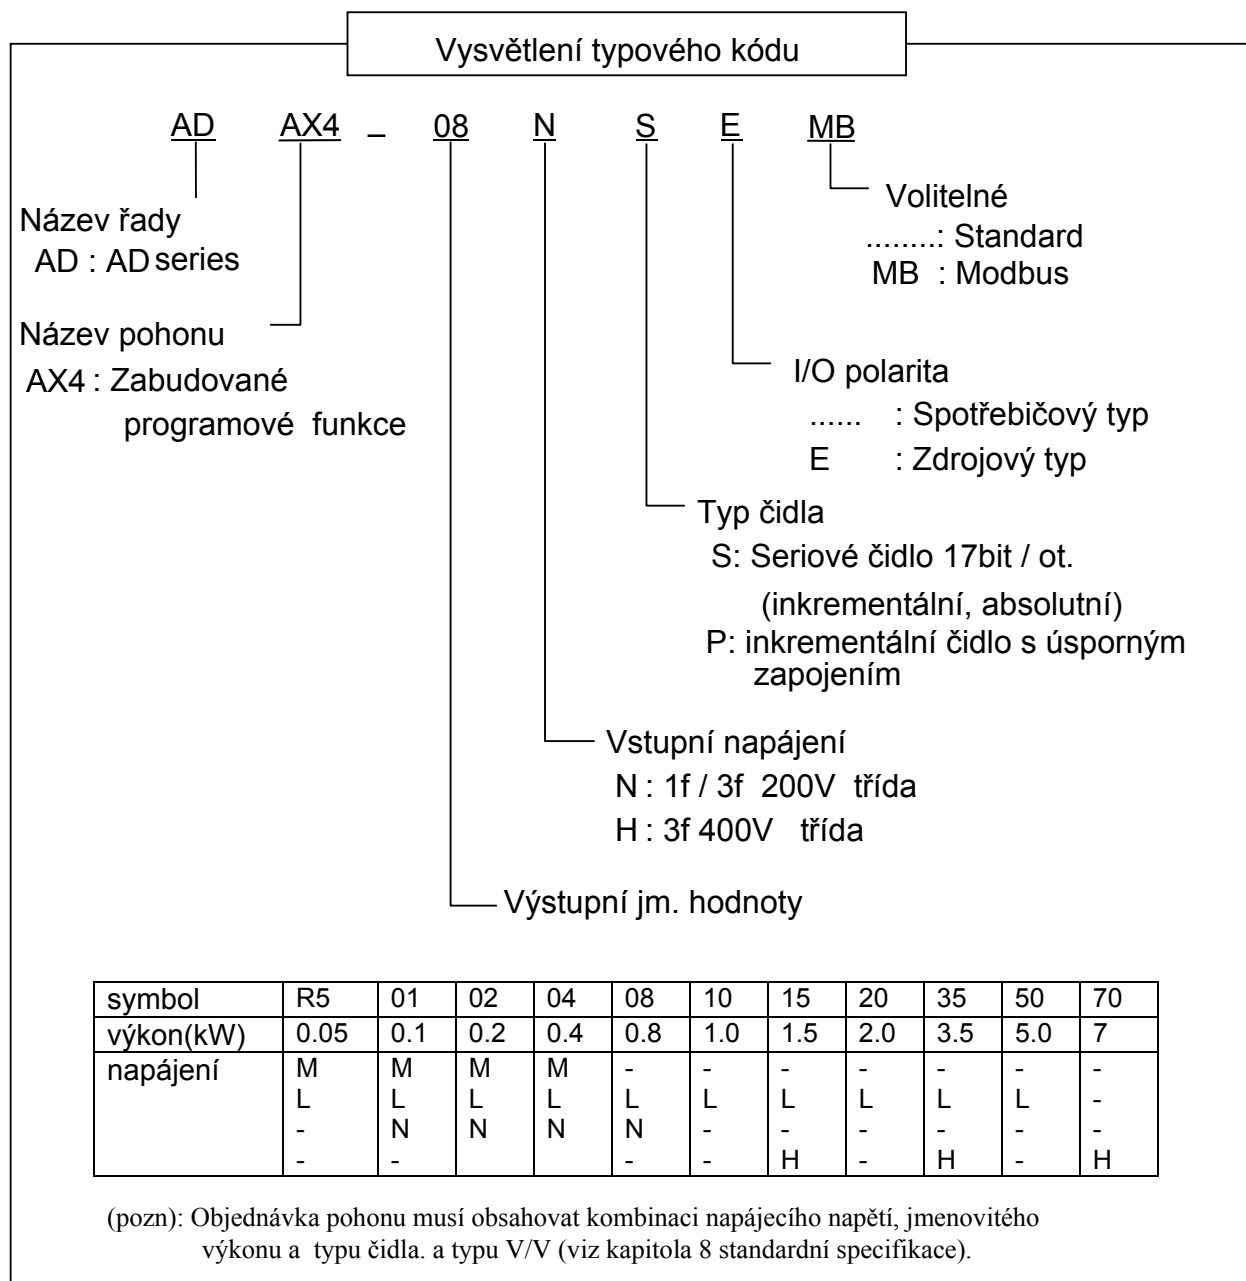 Vysvětlení typového kódu
AD AX4 – 08 N S E MB
Volitelné
........: Standard
MB : Modbus
Název řady
AD : AD series
Název pohonu
AX4 : Zabudované
programové funkce
I/O polarita
...... : Spotřebičový typ
E : Zdrojový typ
Typ čidla
S: Seriové čidlo 17bit / ot.
(inkrementální, absolutní)
P: inkrementální čidlo s úsporným
zapojením
Vstupní napájení
N : 1f / 3f 200V třída
H : 3f 400V třída
Výstupní jm. hodnoty
symbol R5 01 02 04 08 10 15 20 35 50 70
výkon(kW) 0.05 0.1 0.2 0.4 0.8 1.0 1.5 2.0 3.5 5.0 7
napájení M M M M - - - - - - -
L L L L L L L L L L -
- N N N N - - - - - -
- - - - H - H - H
(pozn): Objednávka pohonu musí obsahovat kombinaci napájecího napětí, jmenovitého
výkonu a typu čidla. a typu V/V (viz kapitola 8 standardní specifikace).